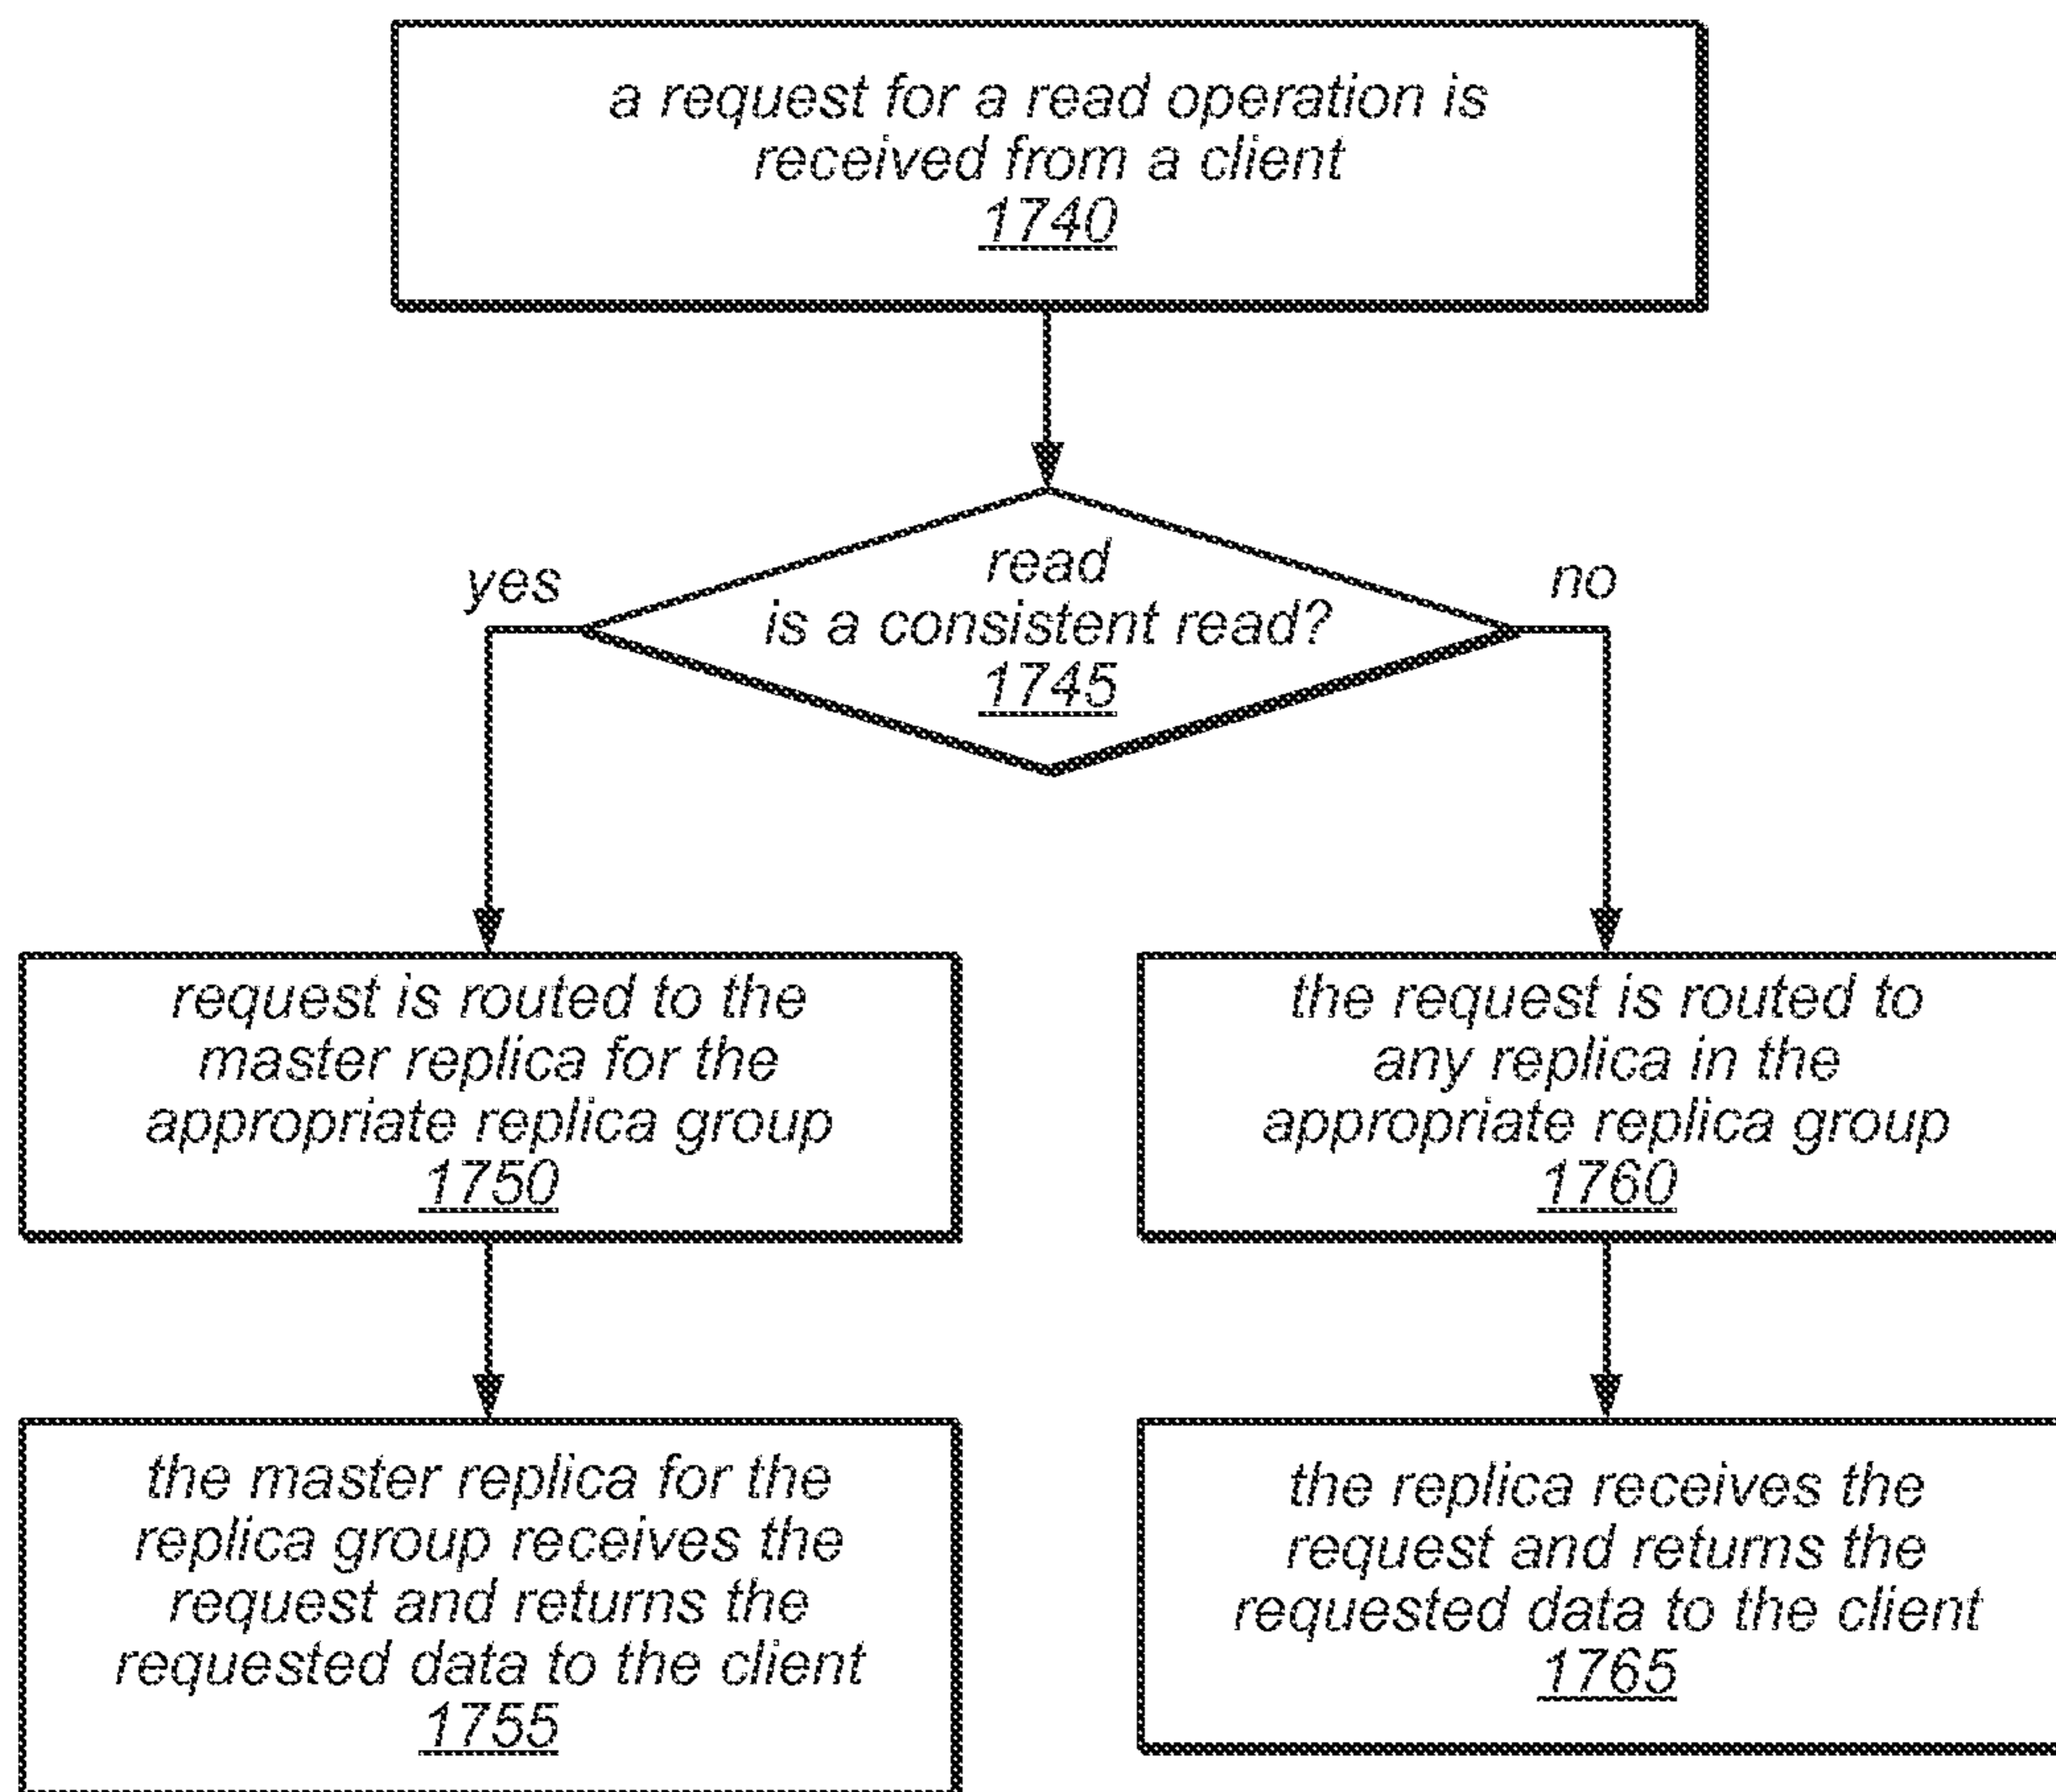 a request for a read operation is
received from a client
1740
read
is a consistent read?
1745
yes
no
request is routed to the
master replica for the
appropriate replica group
1750
the request is routed to
any replica in the
appropriate replica group
1760
the master replica for the
replica group receives the
request and returns the
requested data to the client
1755
the replica receives the
request and returns the
requested data to the client
1765